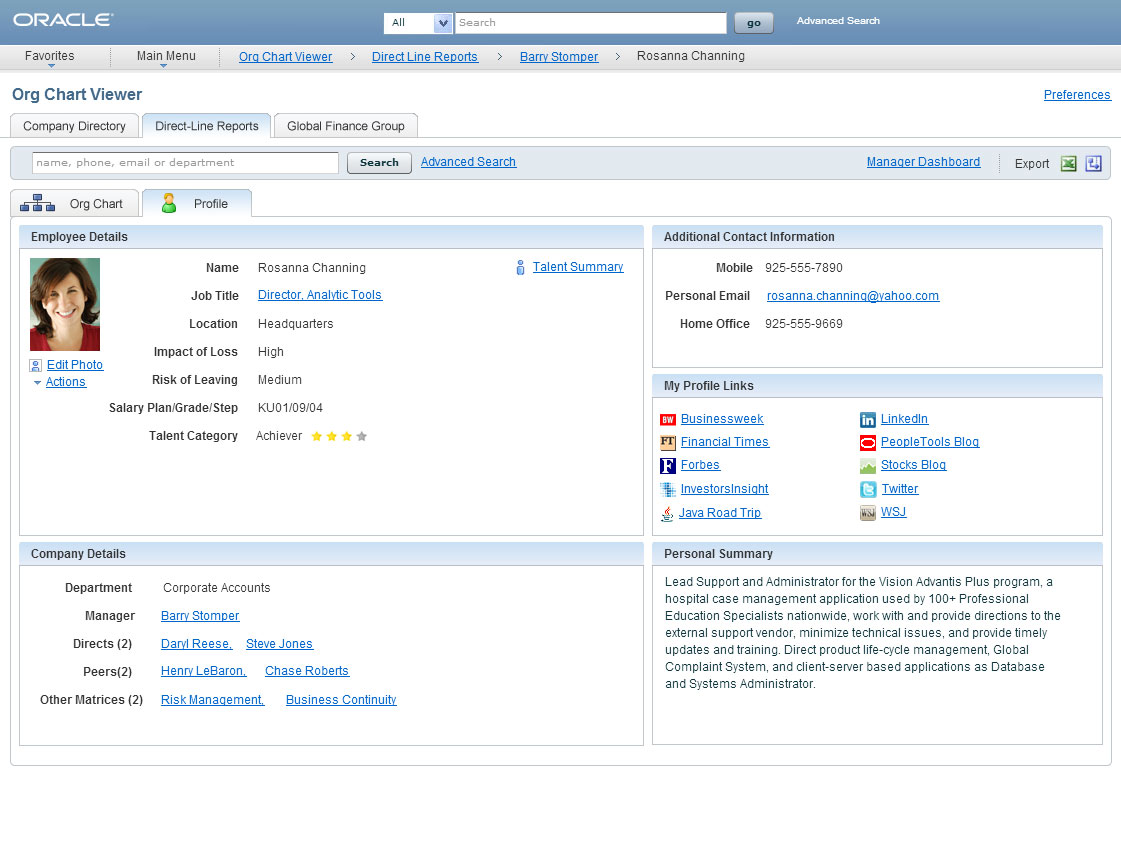 ORACLE
All Search go Advanced Search
Favorites Main Menu Org Chart Viewer > Direct Line Reports > Barry Stomper > Rosanna Channing
Org Chart Viewer Preferences
Company Directory Direct-Line Reports Global Finance Group
name, phone, email or department Search Advanced Search Manager Dashboard Export
Org Chart Profile
Employee Details
Name Rosanna Channing Talent Summary
Job Title Director, Analytic Tools
Location Headquarters
Impact of Loss High
Edit Photo
Risk of Leaving Medium
Actions
Salary Plan/Grade/Step KU01/09/04
Talent Category Achiever
Additional Contact Information
Mobile 925-555-7890
Personal Email rosanna.channing@yahoo.com
Home Office 925-555-9669
My Profile Links
BW Businessweek in LinkedIn
FT Financial Times PeopleTools Blog
F Forbes Stocks Blog
InvestorsInsight t Twitter
Java Road Trip WSJ WSJ
Company Details
Department Corporate Accounts
Manager Barry Stomper
Directs (2) Daryl Reese, Steve Jones
Peers(2) Henry LeBaron, Chase Roberts
Other Matrices (2) Risk Management, Business Continuity
Personal Summary
Lead Support and Administrator for the Vision Advantis Plus program, a
hospital case management application used by 100+ Professional
Education Specialists nationwide, work with and provide directions to the
external support vendor, minimize technical issues, and provide timely
updates and training. Direct product life-cycle management, Global
Complaint System, and client-server based applications as Database
and Systems Administrator.